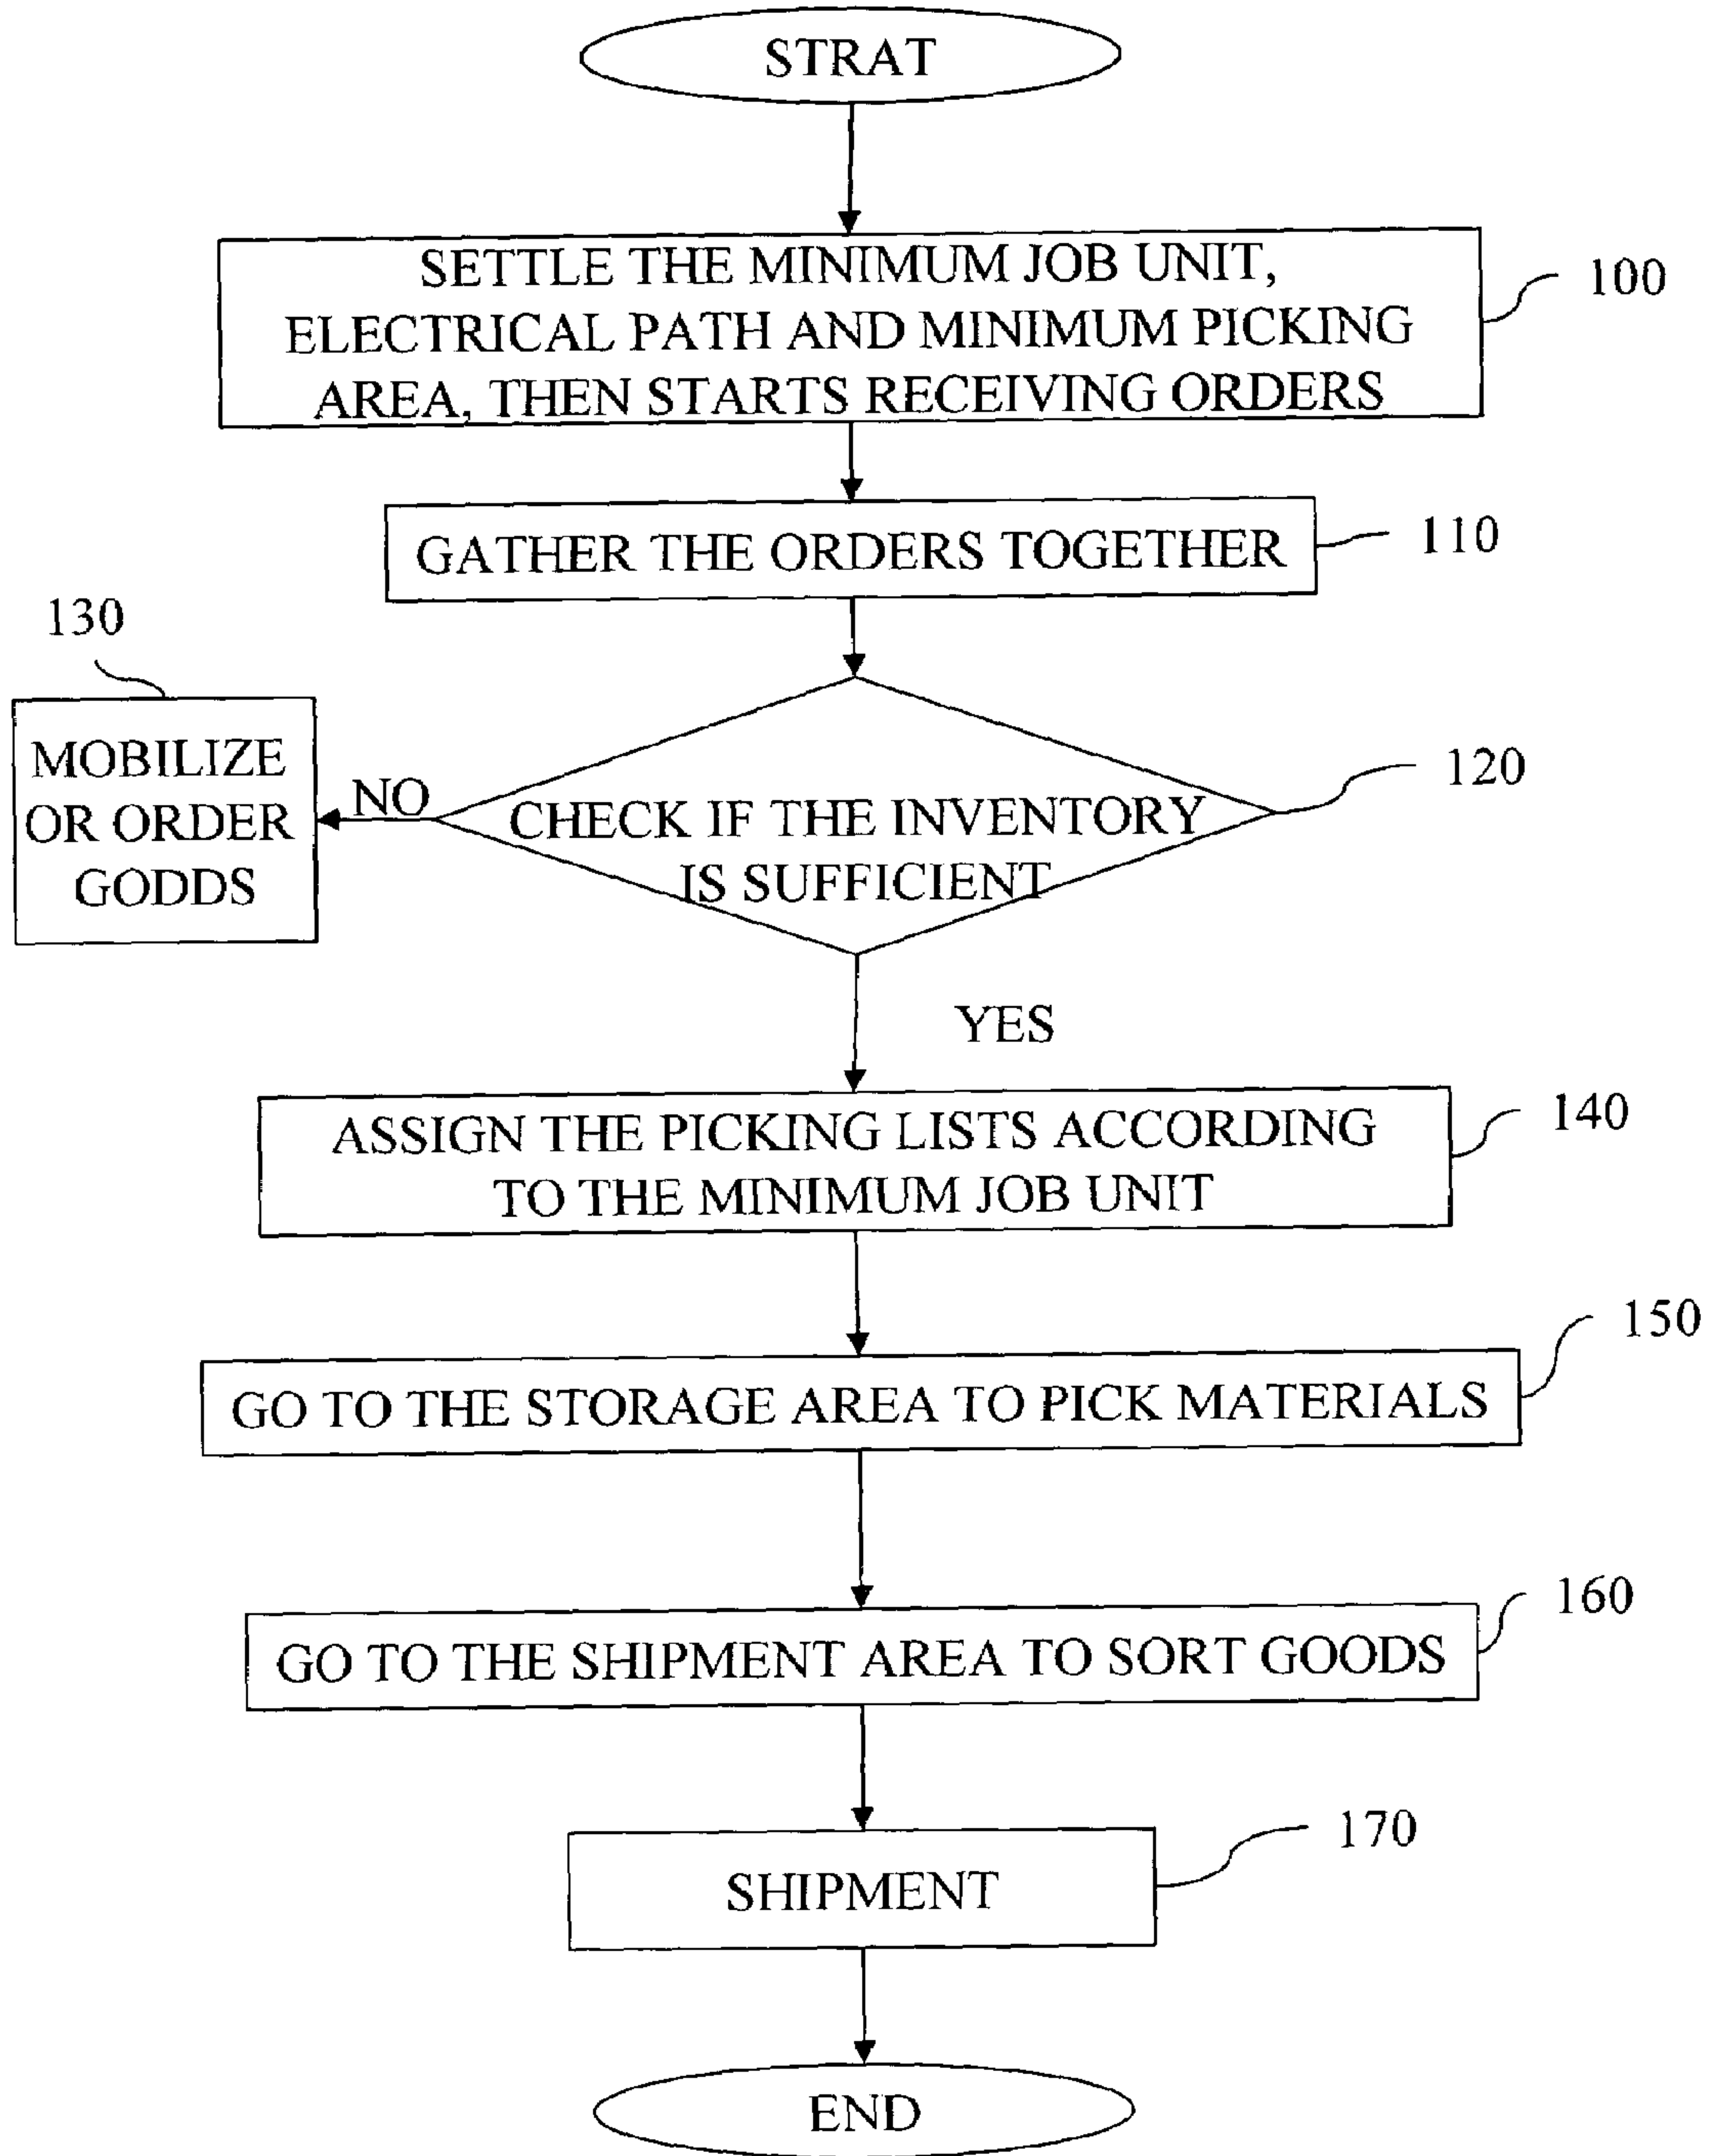 STRAT
SETTLE THE MINIMUM JOB UNIT,
ELECTRICAL PATH AND MINIMUM PICKING
AREA, THEN STARTS RECEIVING ORDERS
100
GATHER THE ORDERS TOGETHER
110
130
MOBILIZE
OR ORDER
GODDS
NO
CHECK IF THE INVENTORY
IS SUFFICIENT
120
YES
ASSIGN THE PICKING LISTS ACCORDING
TO THE MINIMUM JOB UNIT
140
GO TO THE STORAGE AREA TO PICK MATERIALS
150
GO TO THE SHIPMENT AREA TO SORT GOODS
160
SHIPMENT
170
END